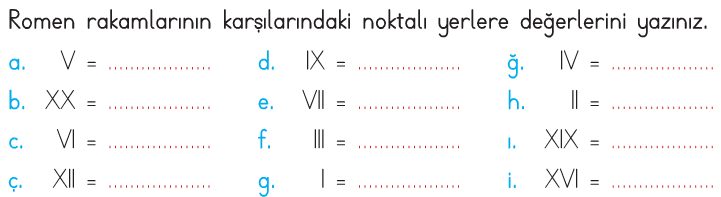 Romen rakamlarının karşılarındaki noktalı yerlere değerlerini yazınız.
a. V = ...................
d. IX = ...................
ğ. IV = ...................
b. XX = ...................
e. VII = ...................
h. II = ...................
c. VI = ...................
f. III = ...................
ı. XIX = ...................
ç. XII = ...................
g. I = ...................
i. XVI = ...................